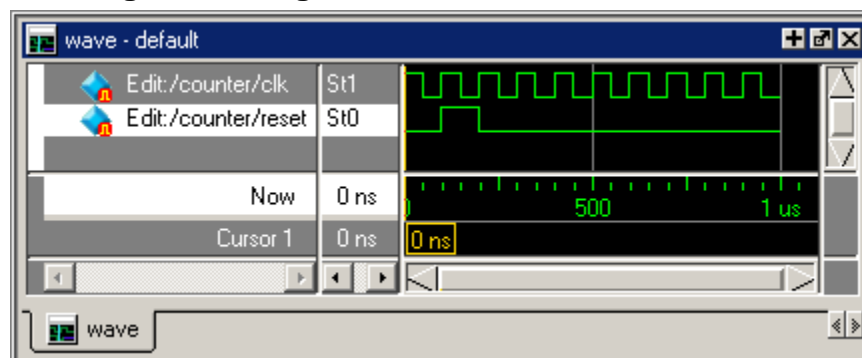 wave - default
Edit:/counter/clk St1
Edit:/counter/reset St0
Now 0 ns 500 1 us
Cursor 1 0 ns 0 ns
wave